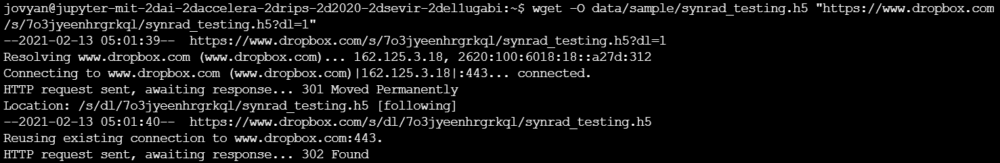 jovyan@jupyter-mit-2dai-2daccelera-2drips-2d2020-2dsevir-2del1ugabi:~$ wget -O data/sample/synrad_testing.h5 "https://www.dropbox.com
/s/7o3jyeenhrgrkql/synrad_testing.h5?dl=1"
--2021-02-13 05:01:39--  https://www.dropbox.com/s/7o3jyeenhrgrkql/synrad_testing.h5?dl=1
Resolving www.dropbox.com (www.dropbox.com)... 162.125.3.18, 2620:100:6018:18::a27d:312
Connecting to www.dropbox.com (www.dropbox.com)|162.125.3.18|:443... connected.
HTTP request sent, awaiting response... 301 Moved Permanently
Location: /s/dl/7o3jyeenhrgrkql/synrad_testing.h5 [following]
--2021-02-13 05:01:40--  https://www.dropbox.com/s/dl/7o3jyeenhrgrkql/synrad_testing.h5
Reusing existing connection to www.dropbox.com:443.
HTTP request sent, awaiting response... 302 Found